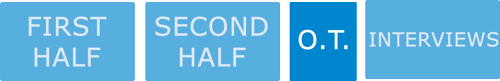 FIRST
HALF
SECOND
HALF
O.T.
INTERVIEWS